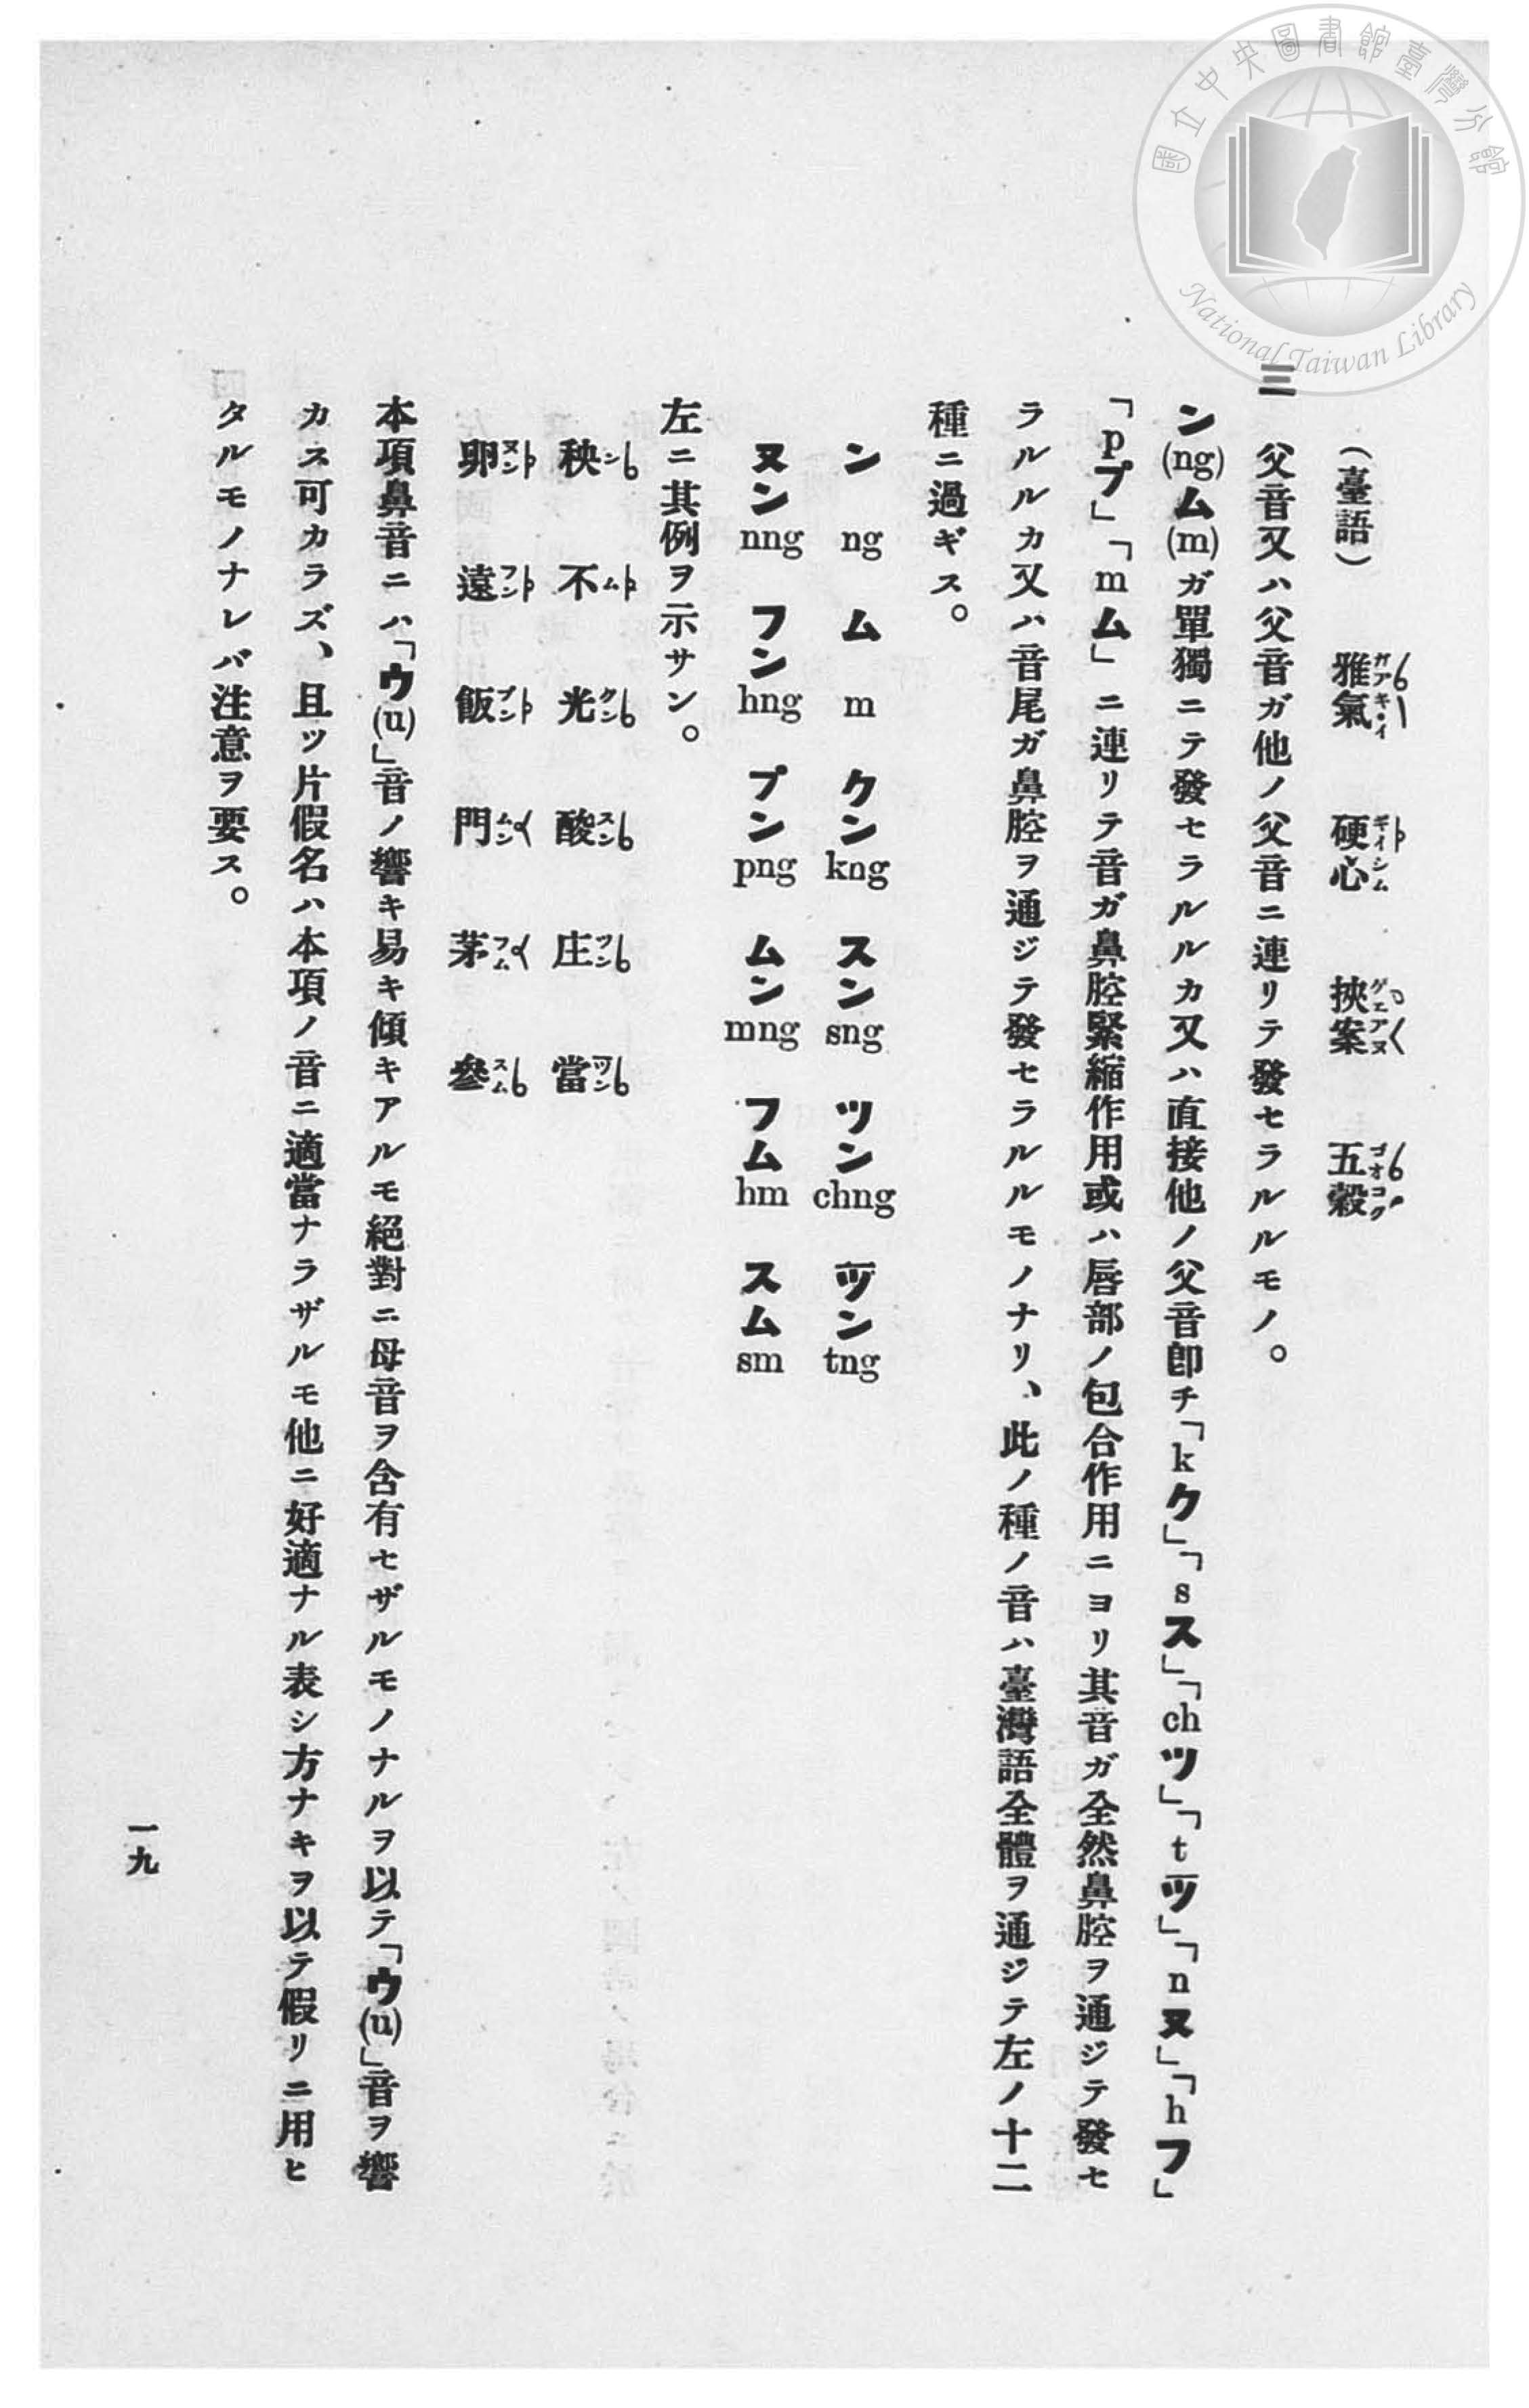 國立中央圖書館臺灣分館
National Taiwan Library
(臺語) 雅氣 硬心 挾案 五穀
三 父音又ハ父音ガ他ノ父音ニ連リテ發セラルルモノ。
ン(ng)ム(m)ガ單獨ニテ發セラルルカ又ハ直接他ノ父音卽チ「kク」「sス」「chツ」「tツ̅」「nヌ」「hフ」
「pプ」「mム」ニ連リテ音ガ鼻腔緊縮作用或ハ唇部ノ包合作用ニヨリ其音ガ全然鼻腔ヲ通ジテ發セ
ラルルカ又ハ音尾ガ鼻腔ヲ通ジテ發セラルルモノナリ、此ノ種ノ音ハ臺灣語全體ヲ通ジテ左ノ十二
種ニ過ギス。
ン ng ム m クン kng スン sng ツン chng ツ̅ン tng
ヌン nng フン hng プン png ムン mng フム hm スム sm
左ニ其例ヲ示サン。
秧 不 光 酸 庄 當
卵 遠 飯 門 茅 參
本項鼻音ニハ「ウ(u)」音ノ響キ易キ傾キアルモ絕對ニ母音ヲ含有セザルモノナルヲ以テ「ウ(u)」音ヲ響
カス可カラズ、且ツ片假名ハ本項ノ音ニ適當ナラザルモ他ニ好適ナル表シ方ナキヲ以テ假リニ用ヒ
タルモノナレバ注意ヲ要ス。
一九